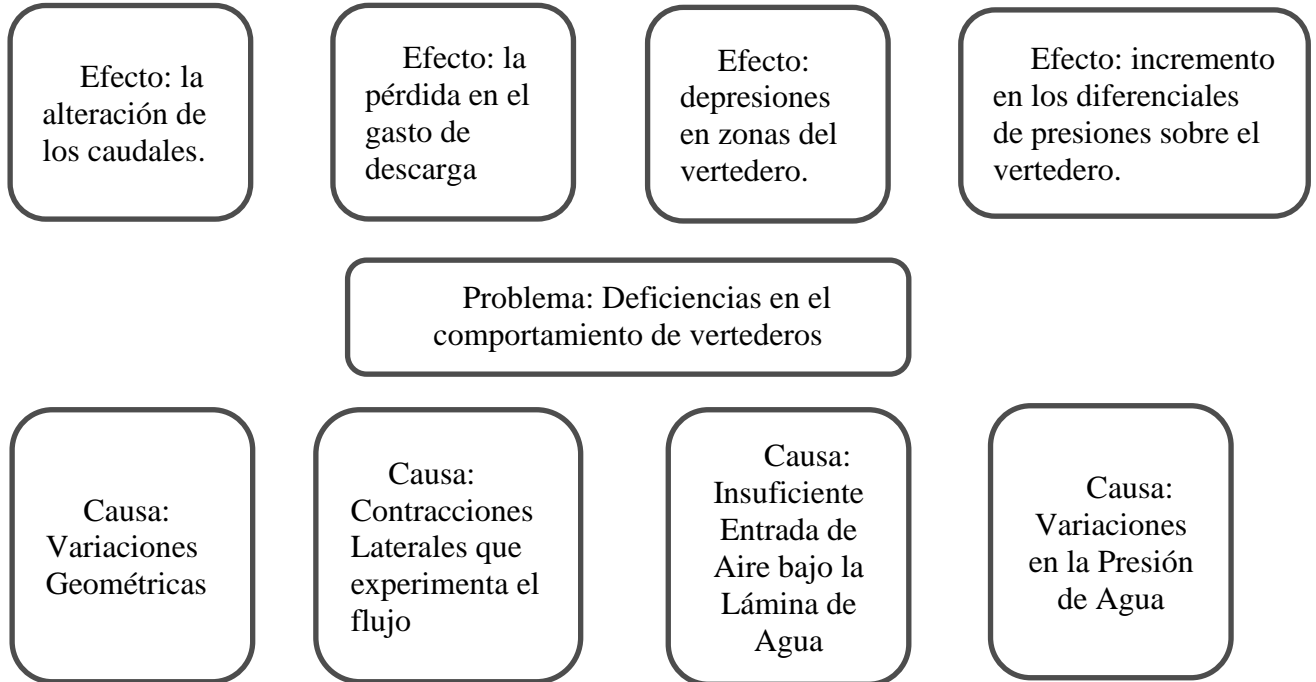 Efecto: la
alteración de
los caudales.
Efecto: la
pérdida en el
gasto de
descarga
Efecto:
depresiones
en zonas del
vertedero.
Efecto: incremento
en los diferenciales
de presiones sobre el
vertedero.
Problema: Deficiencias en el
comportamiento de vertederos
Causa:
Variaciones
Geométricas
Causa:
Contracciones
Laterales que
experimenta el
flujo
Causa:
Insuficiente
Entrada de
Aire bajo la
Lámina de
Agua
Causa:
Variaciones
en la Presión
de Agua